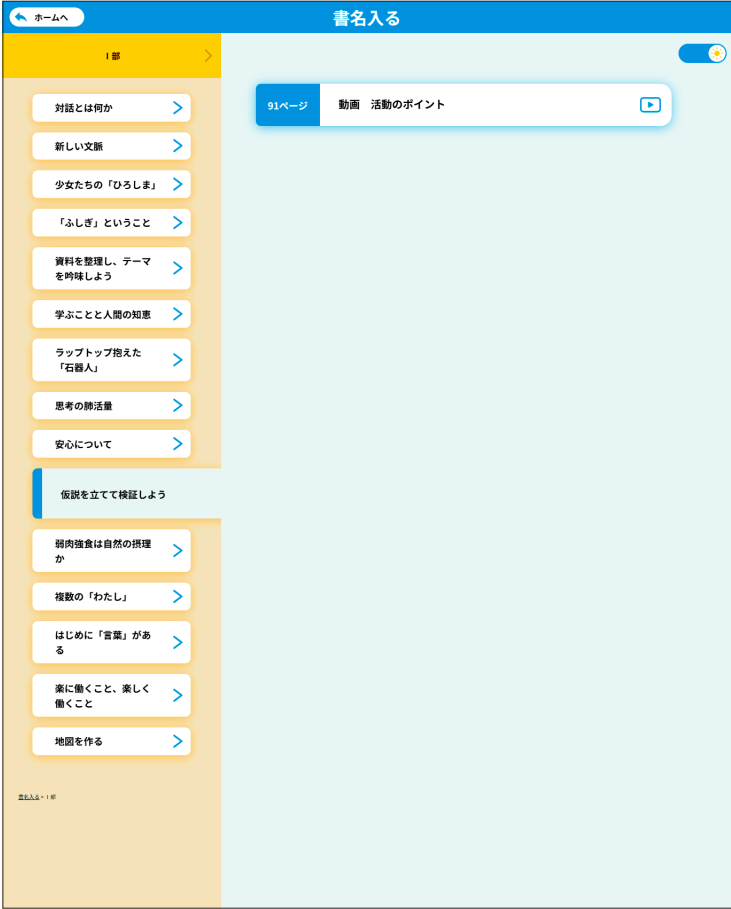 ホームへ
書名入る
Ⅰ部
対話とは何か
新しい文脈
少女たちの「ひろしま」
「ふしぎ」ということ
資料を整理し、テーマ
を吟味しよう
学ぶことと人間の知恵
ラップトップ抱えた
「石器人」
思考の肺活量
安心について
仮説を立てて検証しよう
弱肉強食は自然の摂理
か
複数の「わたし」
はじめに「言葉」があ
る
楽に働くこと、楽しく
働くこと
地図を作る
書名入る > Ⅰ部
91ページ
動画　活動のポイント